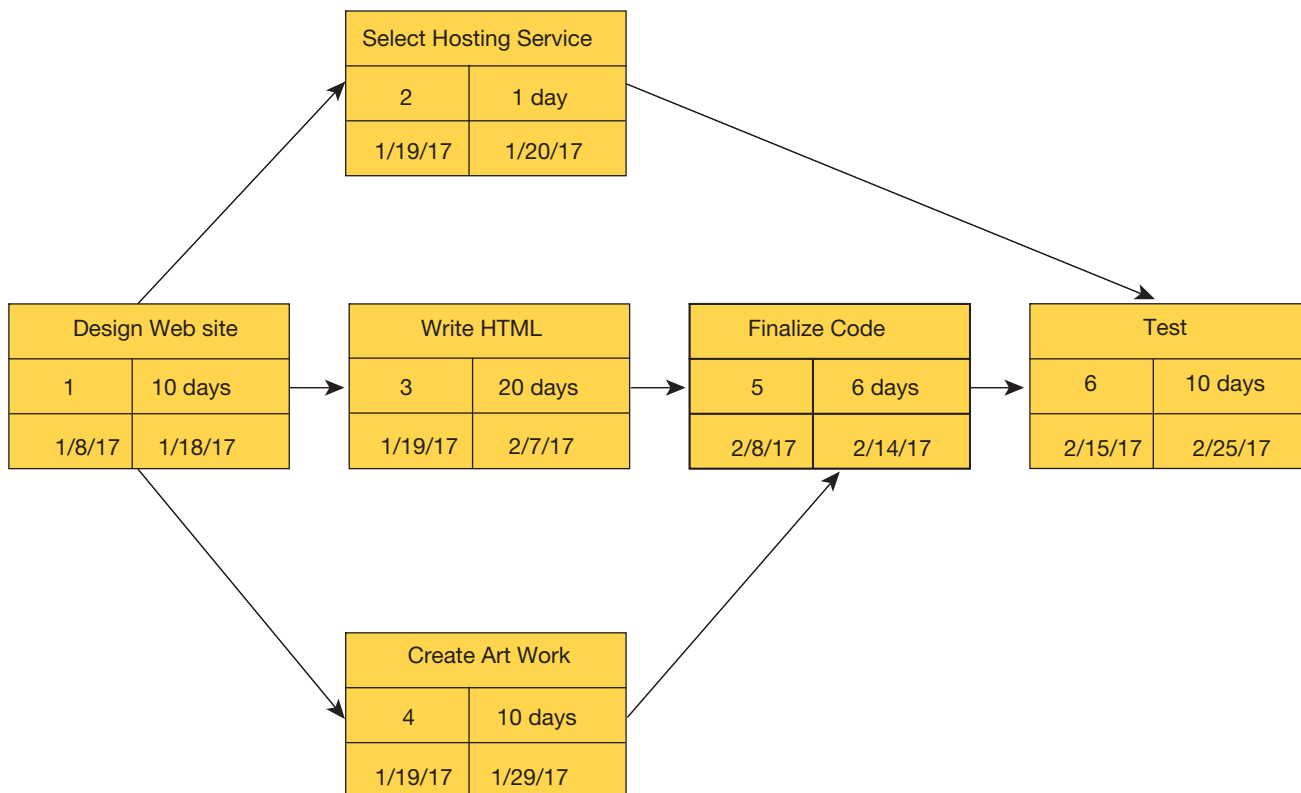 Select Hosting Service
2 1 day
1/19/17 1/20/17
Design Web site
1 10 days
1/8/17 1/18/17
Write HTML
3 20 days
1/19/17 2/7/17
Finalize Code
5 6 days
2/8/17 2/14/17
Test
6 10 days
2/15/17 2/25/17
Create Art Work
4 10 days
1/19/17 1/29/17